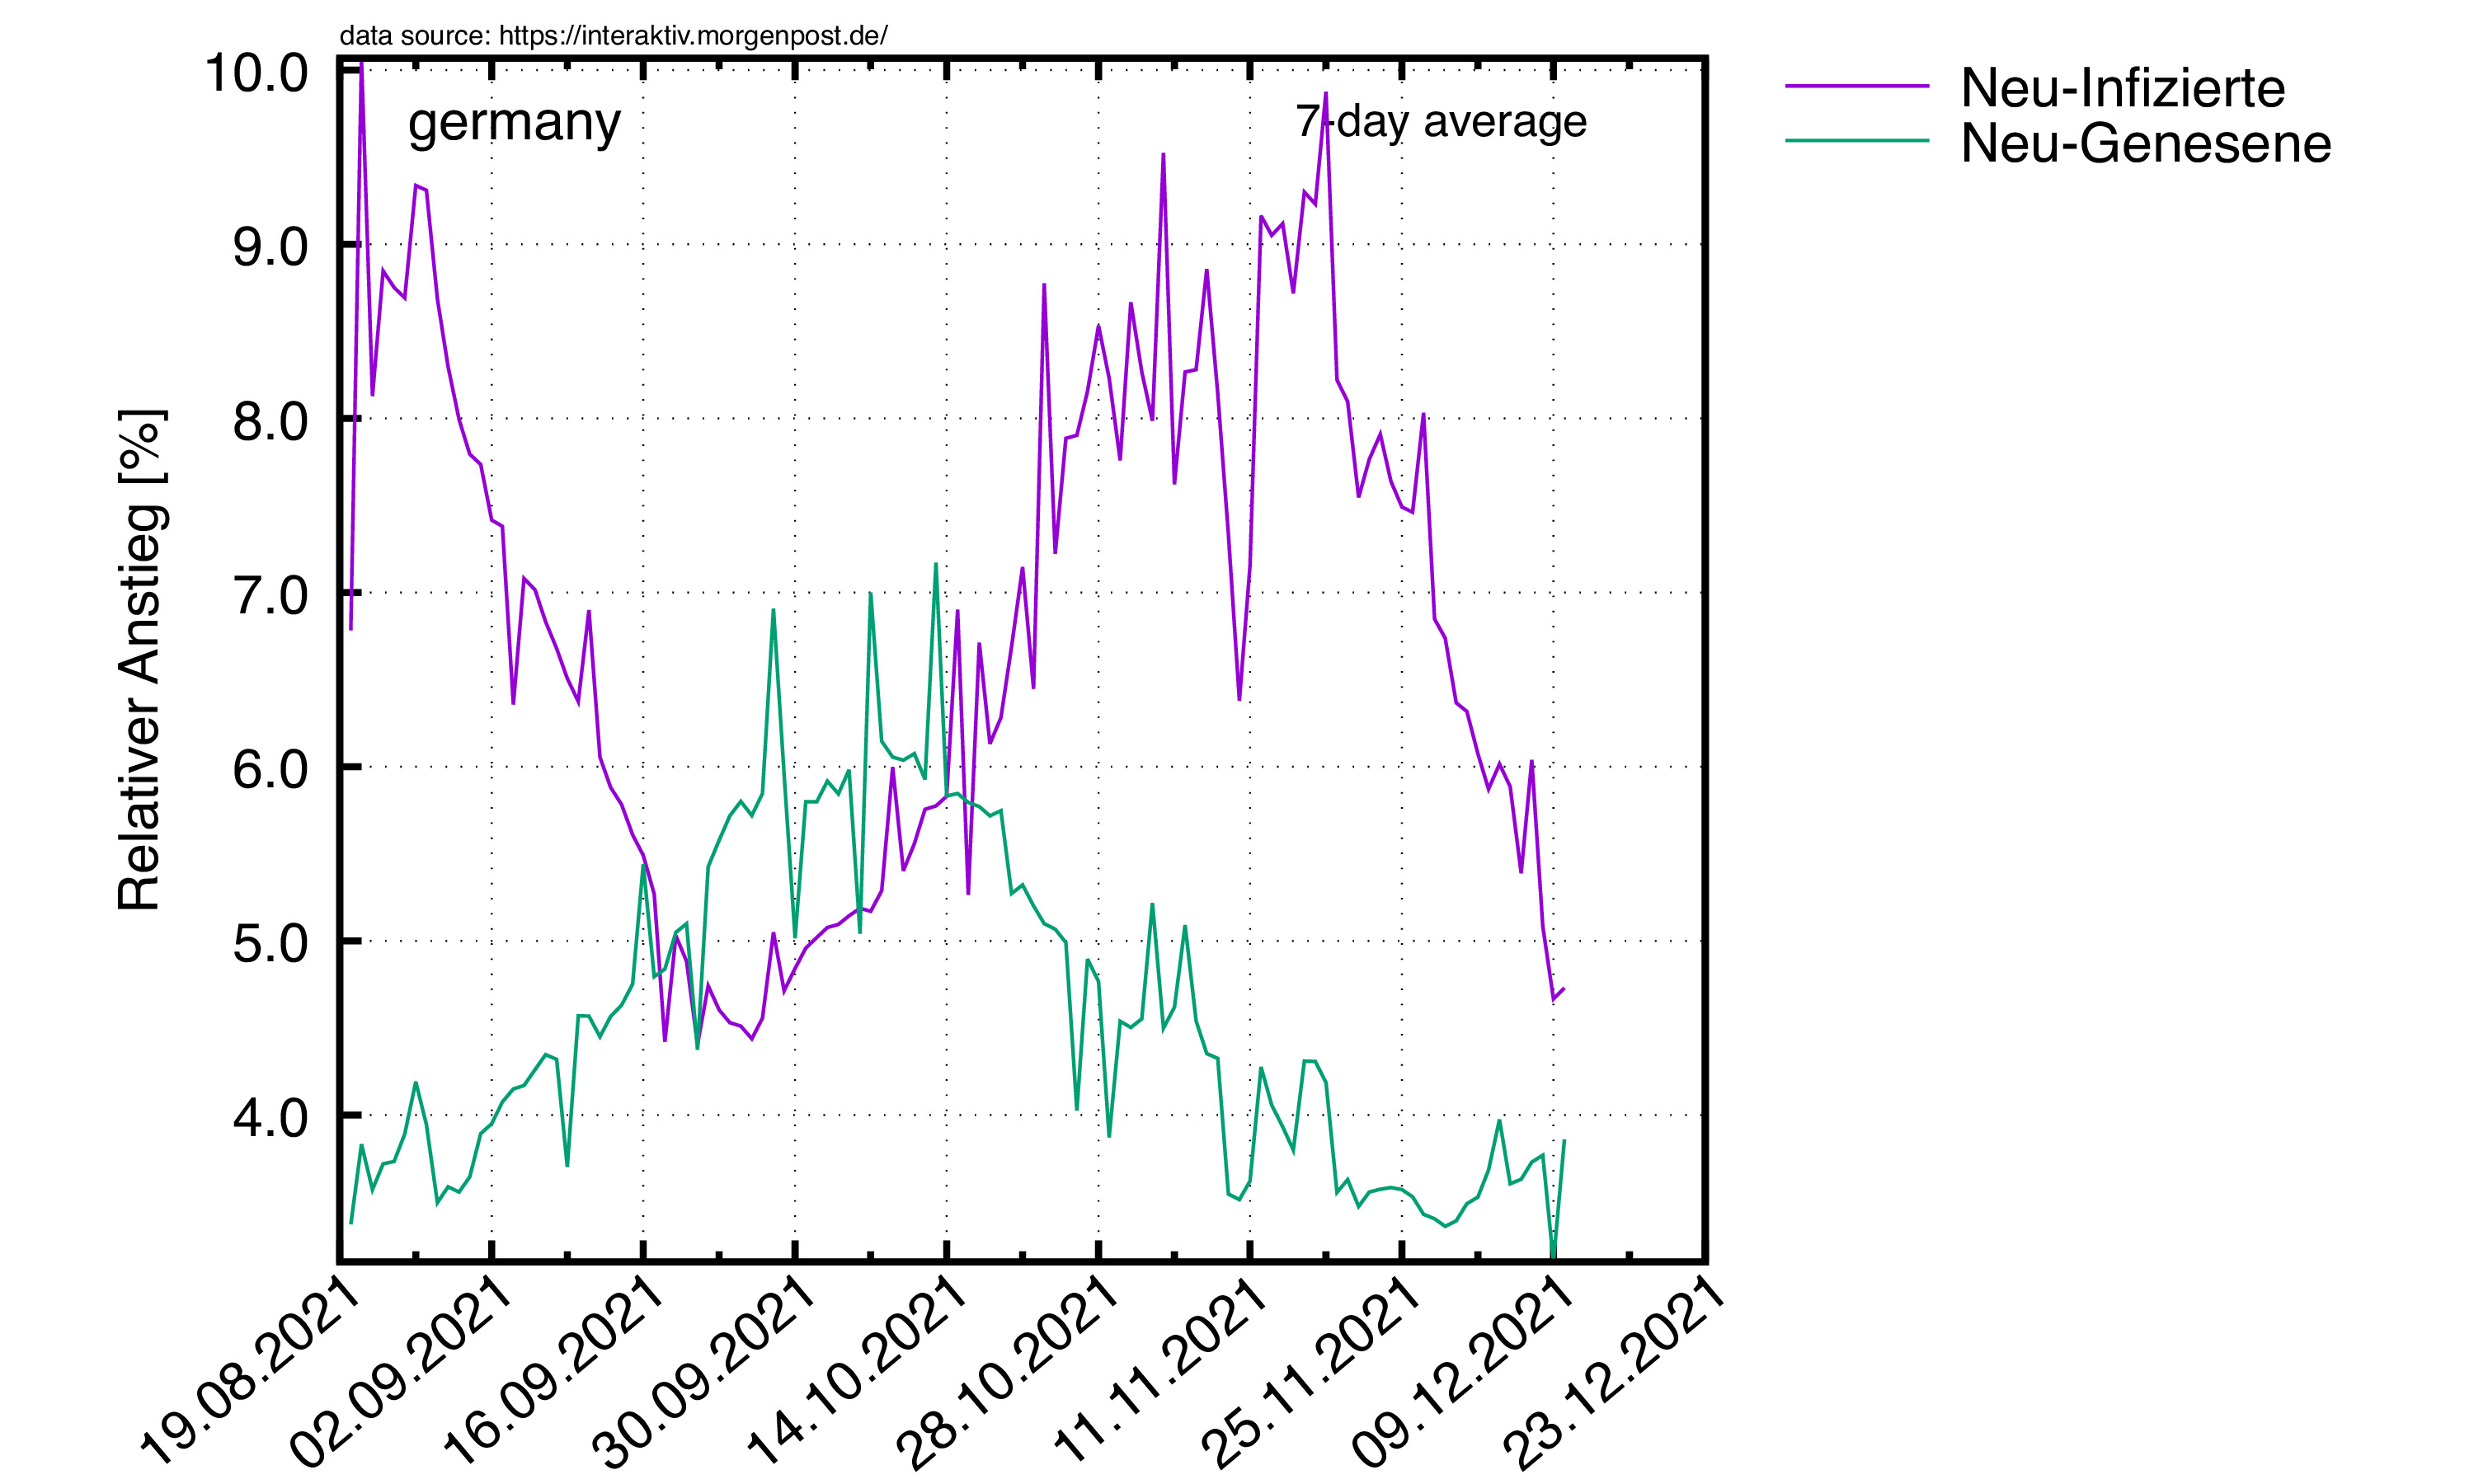 data source: https://interaktiv.morgenpost.de/
germany
7-day average
Neu-Infizierte
Neu-Genesene
Relativer Anstieg [%]
10.0
9.0
8.0
7.0
6.0
5.0
4.0
19.08.2021
02.09.2021
16.09.2021
30.09.2021
14.10.2021
28.10.2021
11.11.2021
25.11.2021
09.12.2021
23.12.2021